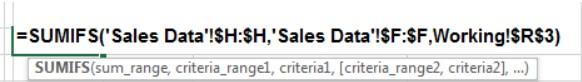 =SUMIFS('Sales Data'!$H:$H,'Sales Data'!$F:$F,Working!$R$3)
SUMIFS(sum_range, criteria_range1, criteria1, [criteria_range2, criteria2], ...)